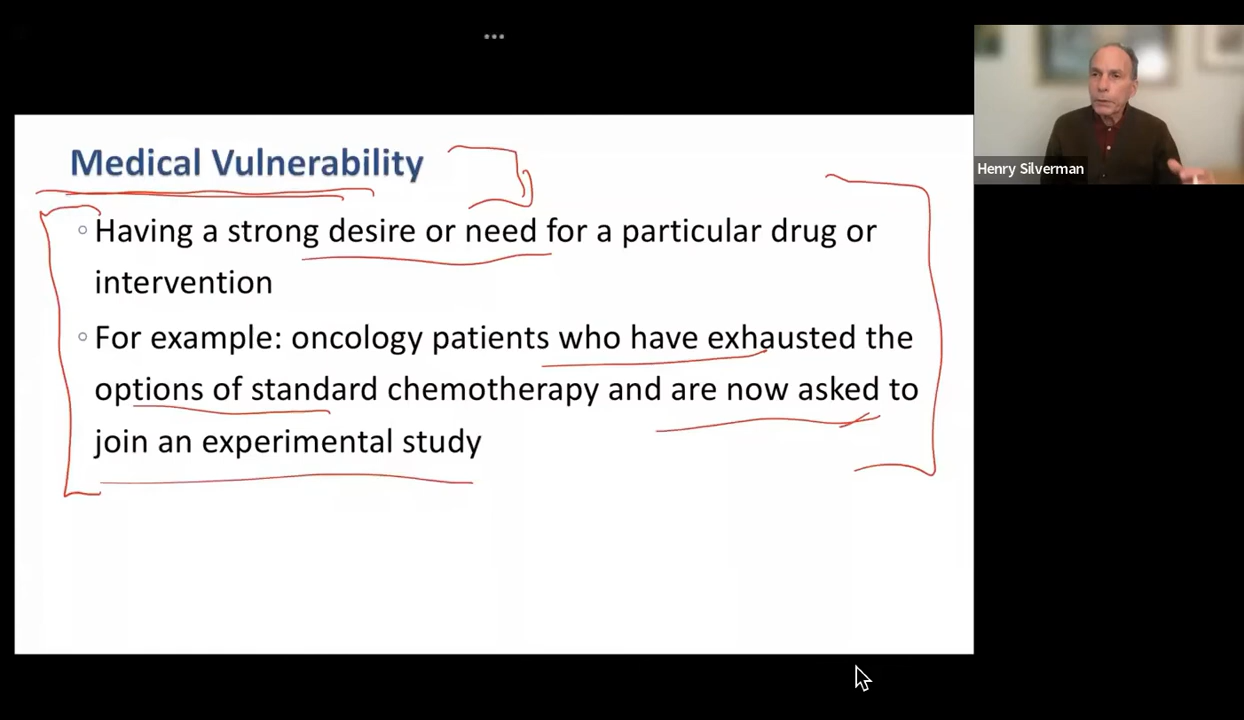 ...
Medical Vulnerability
◦ Having a strong desire or need for a particular drug or
intervention
◦ For example: oncology patients who have exhausted the
options of standard chemotherapy and are now asked to
join an experimental study
Henry Silverman